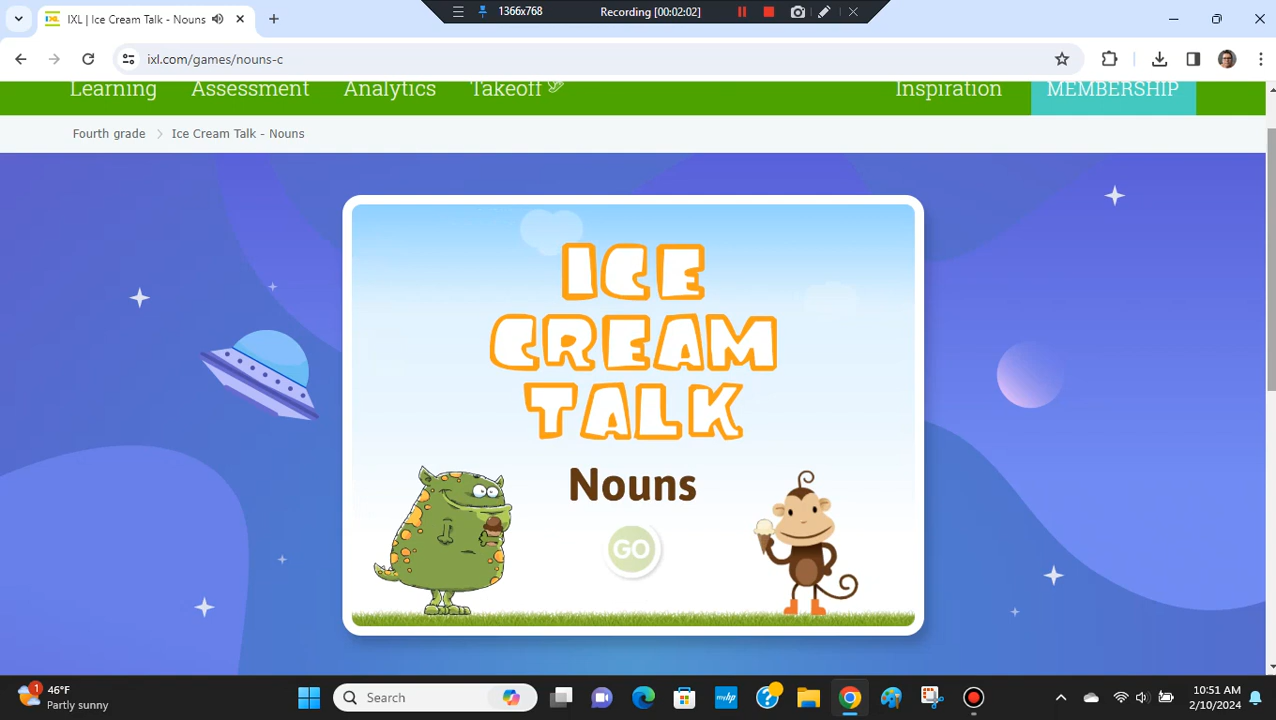 1366x768
Recording [00:02:02]
IXL | Ice Cream Talk - Nouns
ixl.com/games/nouns-c
Learning Assessment Analytics Takeoff Inspiration MEMBERSHIP
Fourth grade > Ice Cream Talk - Nouns
ICE
CREAM
TALK
Nouns
GO
1
46°F
Partly sunny
Search
myhp
10:51 AM
2/10/2024